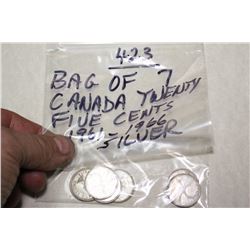 423
BAG OF 7
CANADA TWENTY
FIVE CENTS
1961-1966
SILVER